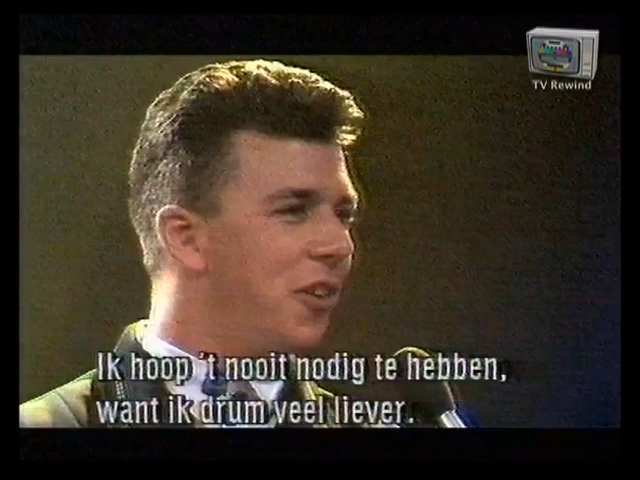 TV Rewind
Ik hoop 't nooit nodig te hebben,
want ik drum veel liever.